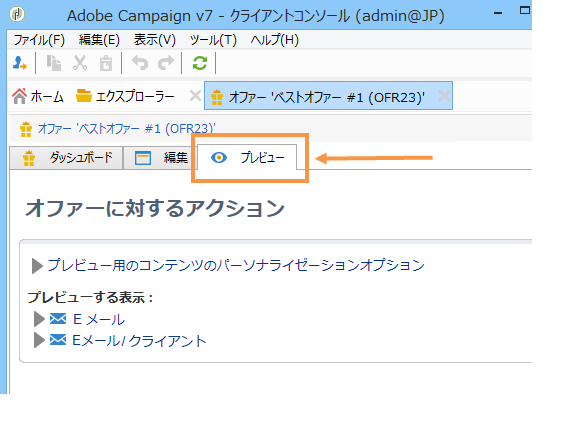 Adobe Campaign v7 - クライアントコンソール (admin@JP)
ファイル(F) 編集(E) 表示(V) ツール(T) ヘルプ(H)
ホーム エクスプローラー オファー 'ベストオファー #1 (OFR23)'
オファー 'ベストオファー #1 (OFR23)'
ダッシュボード 編集 プレビュー
オファーに対するアクション
プレビュー用のコンテンツのパーソナライゼーションオプション
プレビューする表示 :
E メール
Eメール/ クライアント